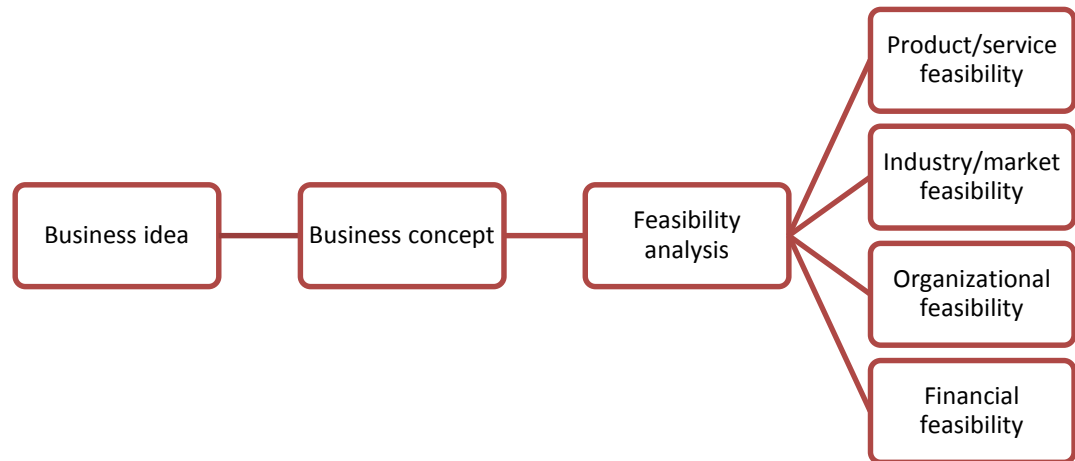 Business idea
Business concept
Feasibility
analysis
Product/service
feasibility
Industry/market
feasibility
Organizational
feasibility
Financial
feasibility